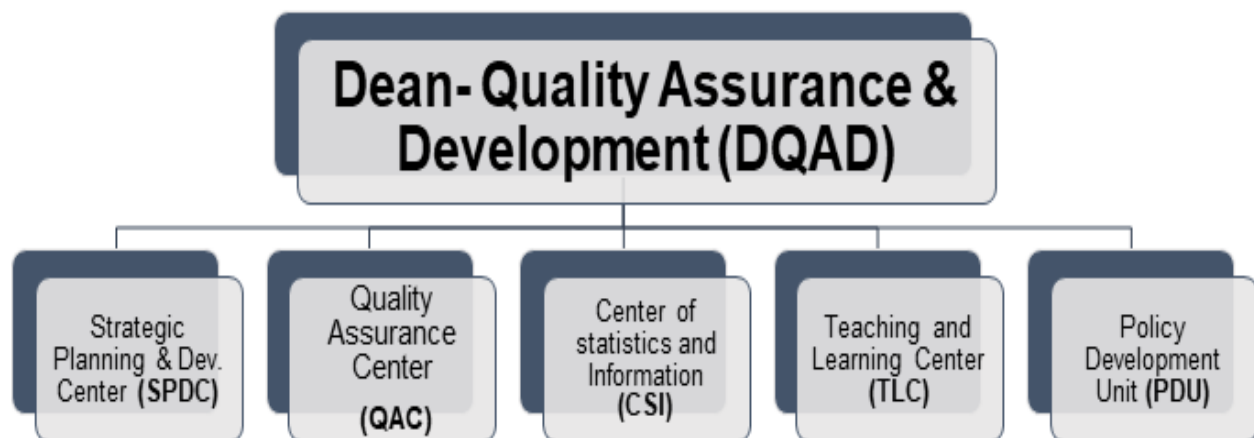 Dean- Quality Assurance &
Development (DQAD)
Strategic
Planning & Dev.
Center (SPDC)
Quality
Assurance
Center
(QAC)
Center of
statistics and
Information
(CSI)
Teaching and
Learning Center
(TLC)
Policy
Development
Unit (PDU)